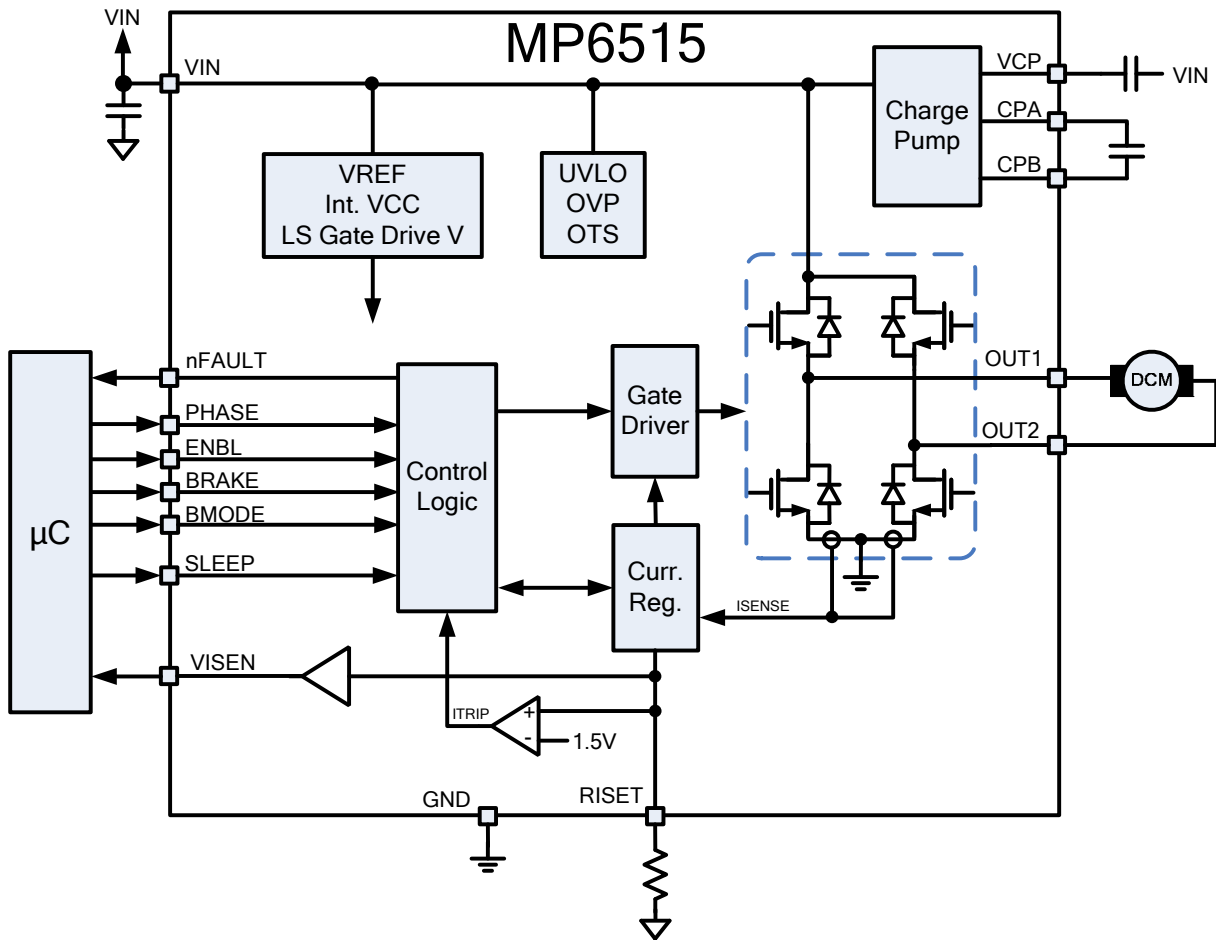 VIN
MP6515
VIN
VCP
VIN
Charge
Pump
CPA
CPB
VREF
Int. VCC
LS Gate Drive V
UVLO
OVP
OTS
nFAULT
OUT1
DCM
PHASE
Gate
Driver
ENBL
OUT2
BRAKE
Control
Logic
BMODE
µC
SLEEP
Curr.
Reg.
ISENSE
VISEN
ITRIP
+
-
1.5V
GND
RISET